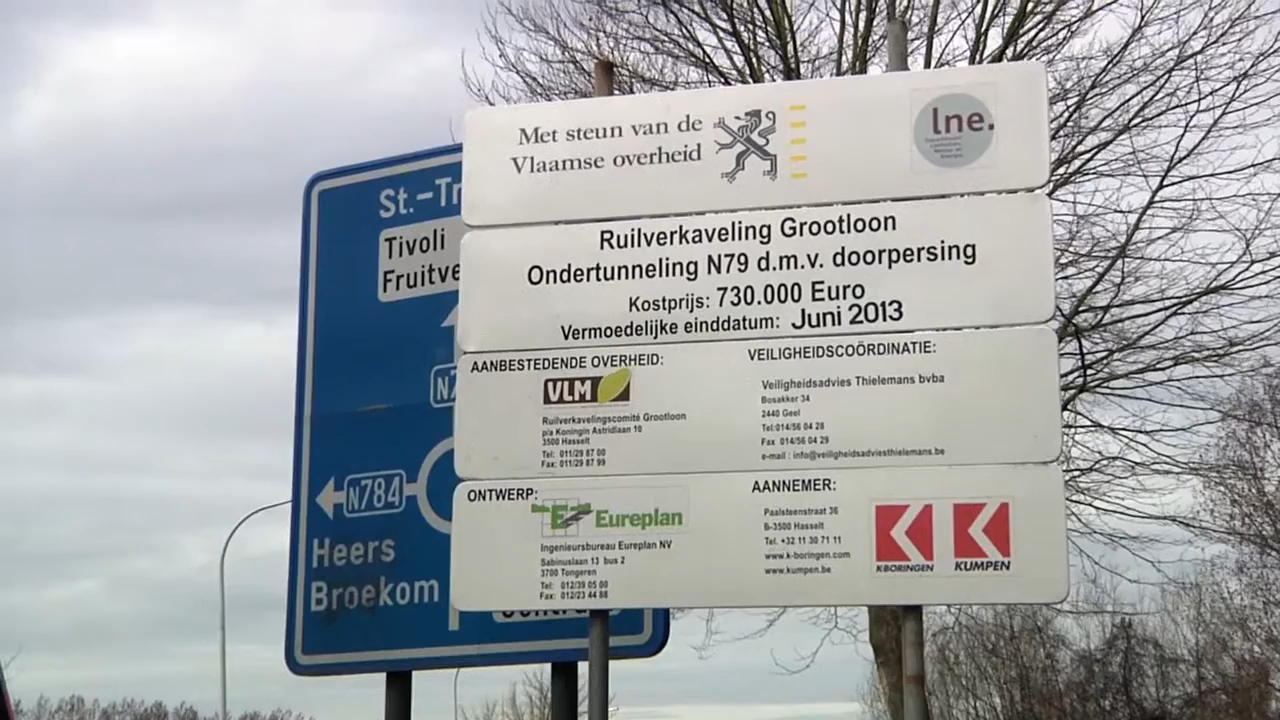 Met steun van de
Vlaamse overheid
lne.
Ruilverkaveling Grootloon
Ondertunneling N79 d.m.v. doorpersing
Kostprijs: 730.000 Euro
Vermoedelijke einddatum: Juni 2013
AANBESTEDENDE OVERHEID:
VLM
Ruilverkavelingscomité Grootloon
p/a Koningin Astridlaan 10
3500 Hasselt
Tel: 011/29 87 00
Fax: 011/29 87 99
VEILIGHEIDSCOÖRDINATIE:
Veiligheidsadvies Thielemans bvba
Bosakker 34
2440 Geel
Tel:014/56 04 28
Fax 014/56 04 29
e-mail : info@veiligheidsadviesthielemans.be
ONTWERP:
Eureplan
Ingenieursbureau Eureplan NV
Sabinuslaan 13 bus 2
3700 Tongeren
Tel: 012/39 05 00
Fax: 012/23 44 88
AANNEMER:
Paalsteenstraat 36
B-3500 Hasselt
Tel. +32 11 30 71 11
www.k-boringen.com
www.kumpen.be
K-BORINGEN
KUMPEN
St.-Tr
Tivoli
Fruitve
N7
N784
Heers
Broekom